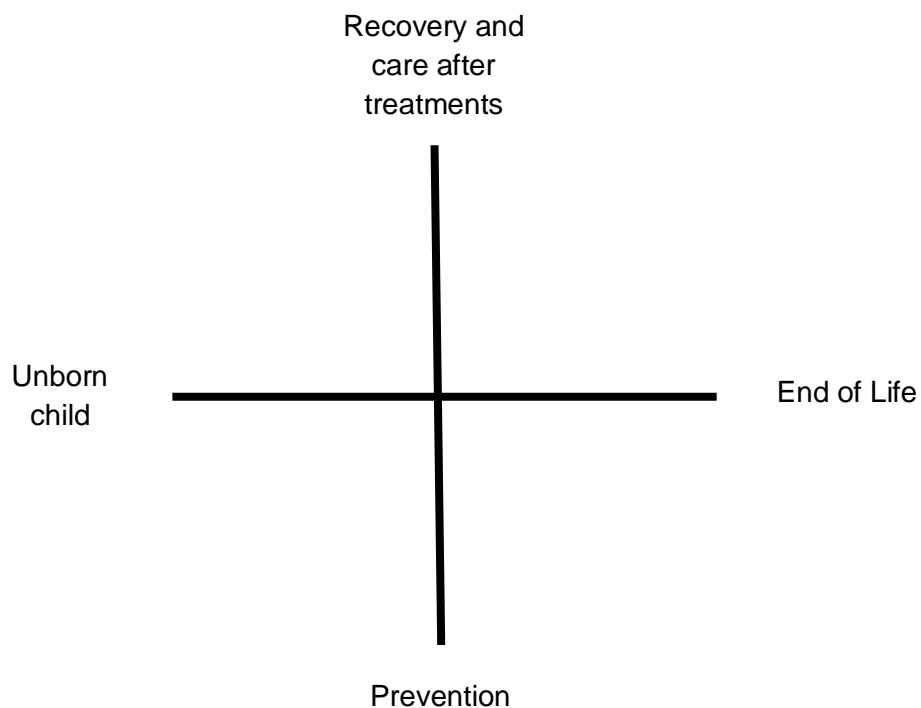 Recovery and
care after
treatments
Unborn
child
End of Life
Prevention